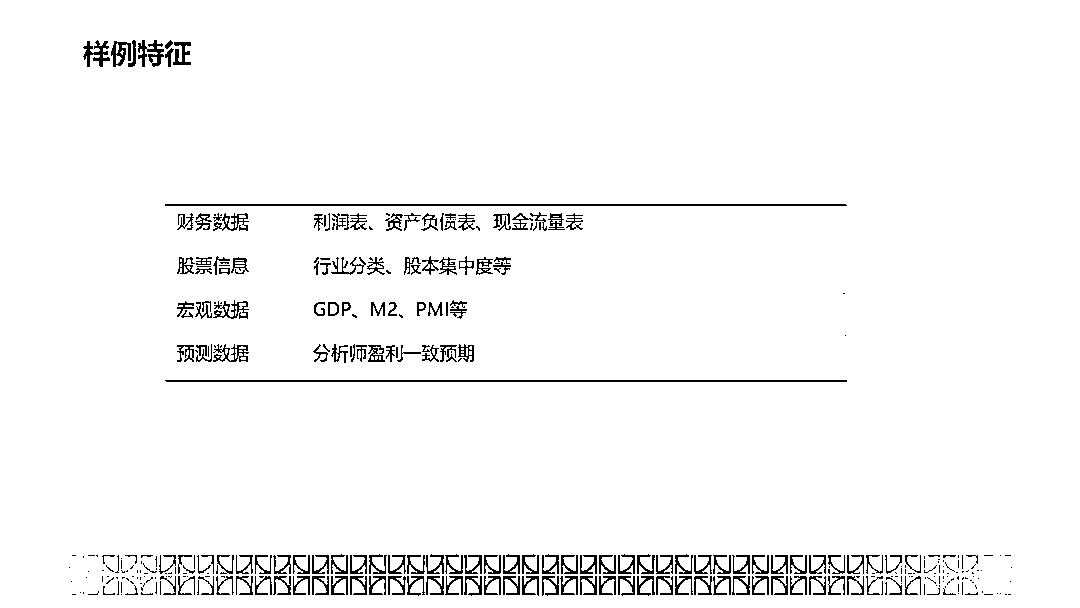 样例特征
财务数据 利润表、资产负债表、现金流量表
股票信息 行业分类、股本集中度等
宏观数据 GDP、M2、PMI等
预测数据 分析师盈利一致预期